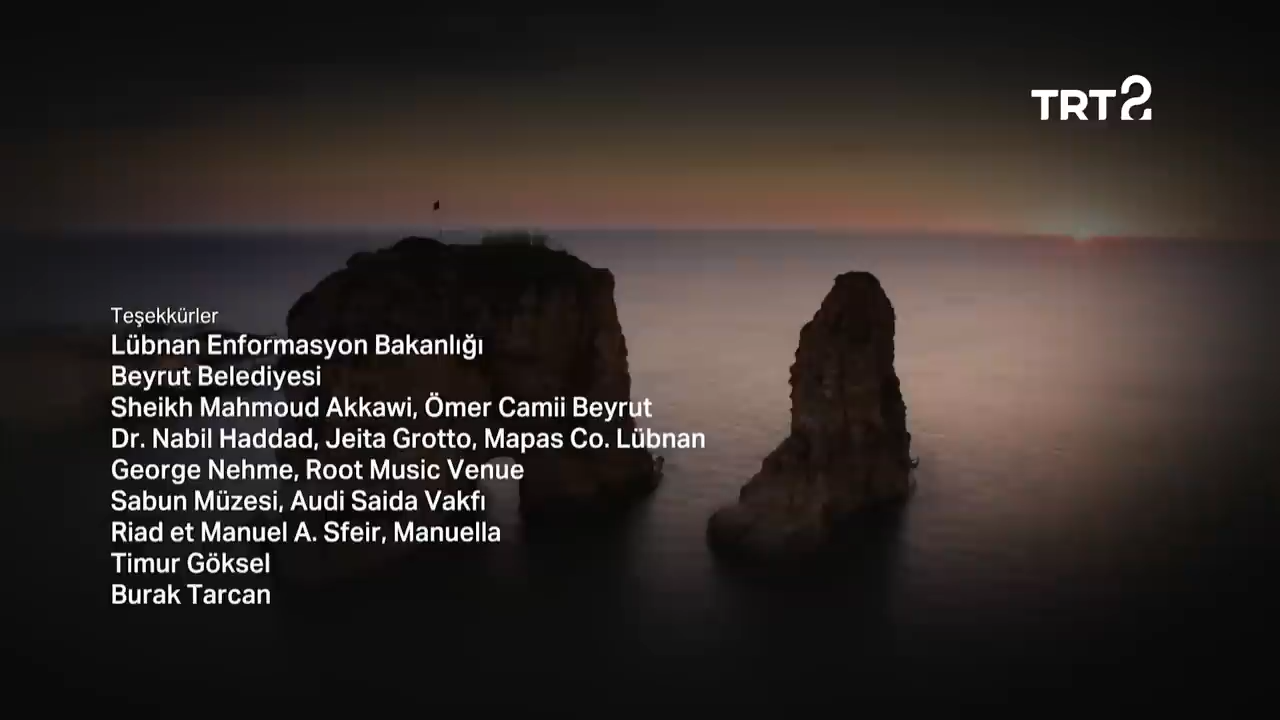 TRT2
Teşekkürler
Lübnan Enformasyon Bakanlığı
Beyrut Belediyesi
Sheikh Mahmoud Akkawi, Ömer Camii Beyrut
Dr. Nabil Haddad, Jeita Grotto, Mapas Co. Lübnan
George Nehme, Root Music Venue
Sabun Müzesi, Audi Saida Vakfı
Riad et Manuel A. Sfeir, Manuella
Timur Göksel
Burak Tarcan